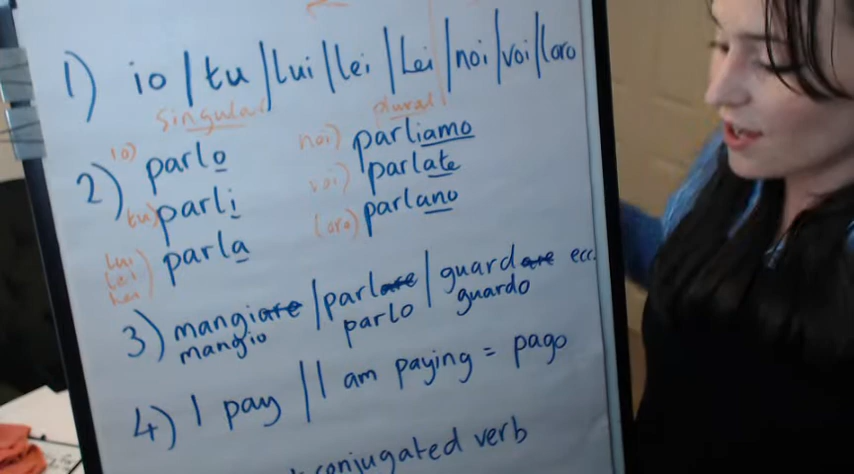 1) io / tu / lui / lei / Lei / noi / voi / loro
singular plural
2)
io) parlo noi) parliamo
tu) parli voi) parlate
lui parla loro) parlano
lei
Lei)
3) mangiare / parlare / guardare ecc.
mangio parlo guardo
4) I pay / I am paying = pago
conjugated verb